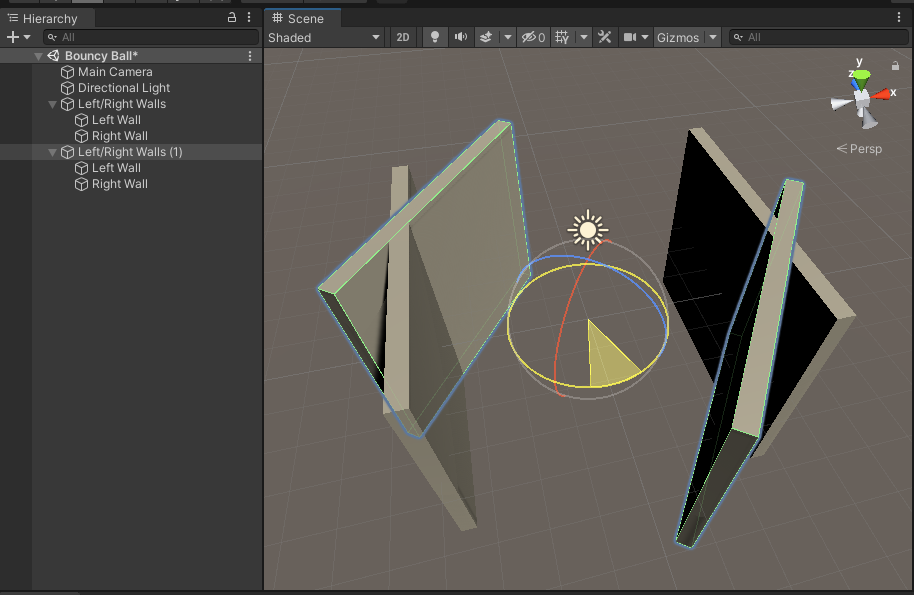 Hierarchy
All
Bouncy Ball*
Main Camera
Directional Light
Left/Right Walls
Left Wall
Right Wall
Left/Right Walls (1)
Left Wall
Right Wall
Scene
Shaded 2D 0 Gizmos All
y
z x
Persp